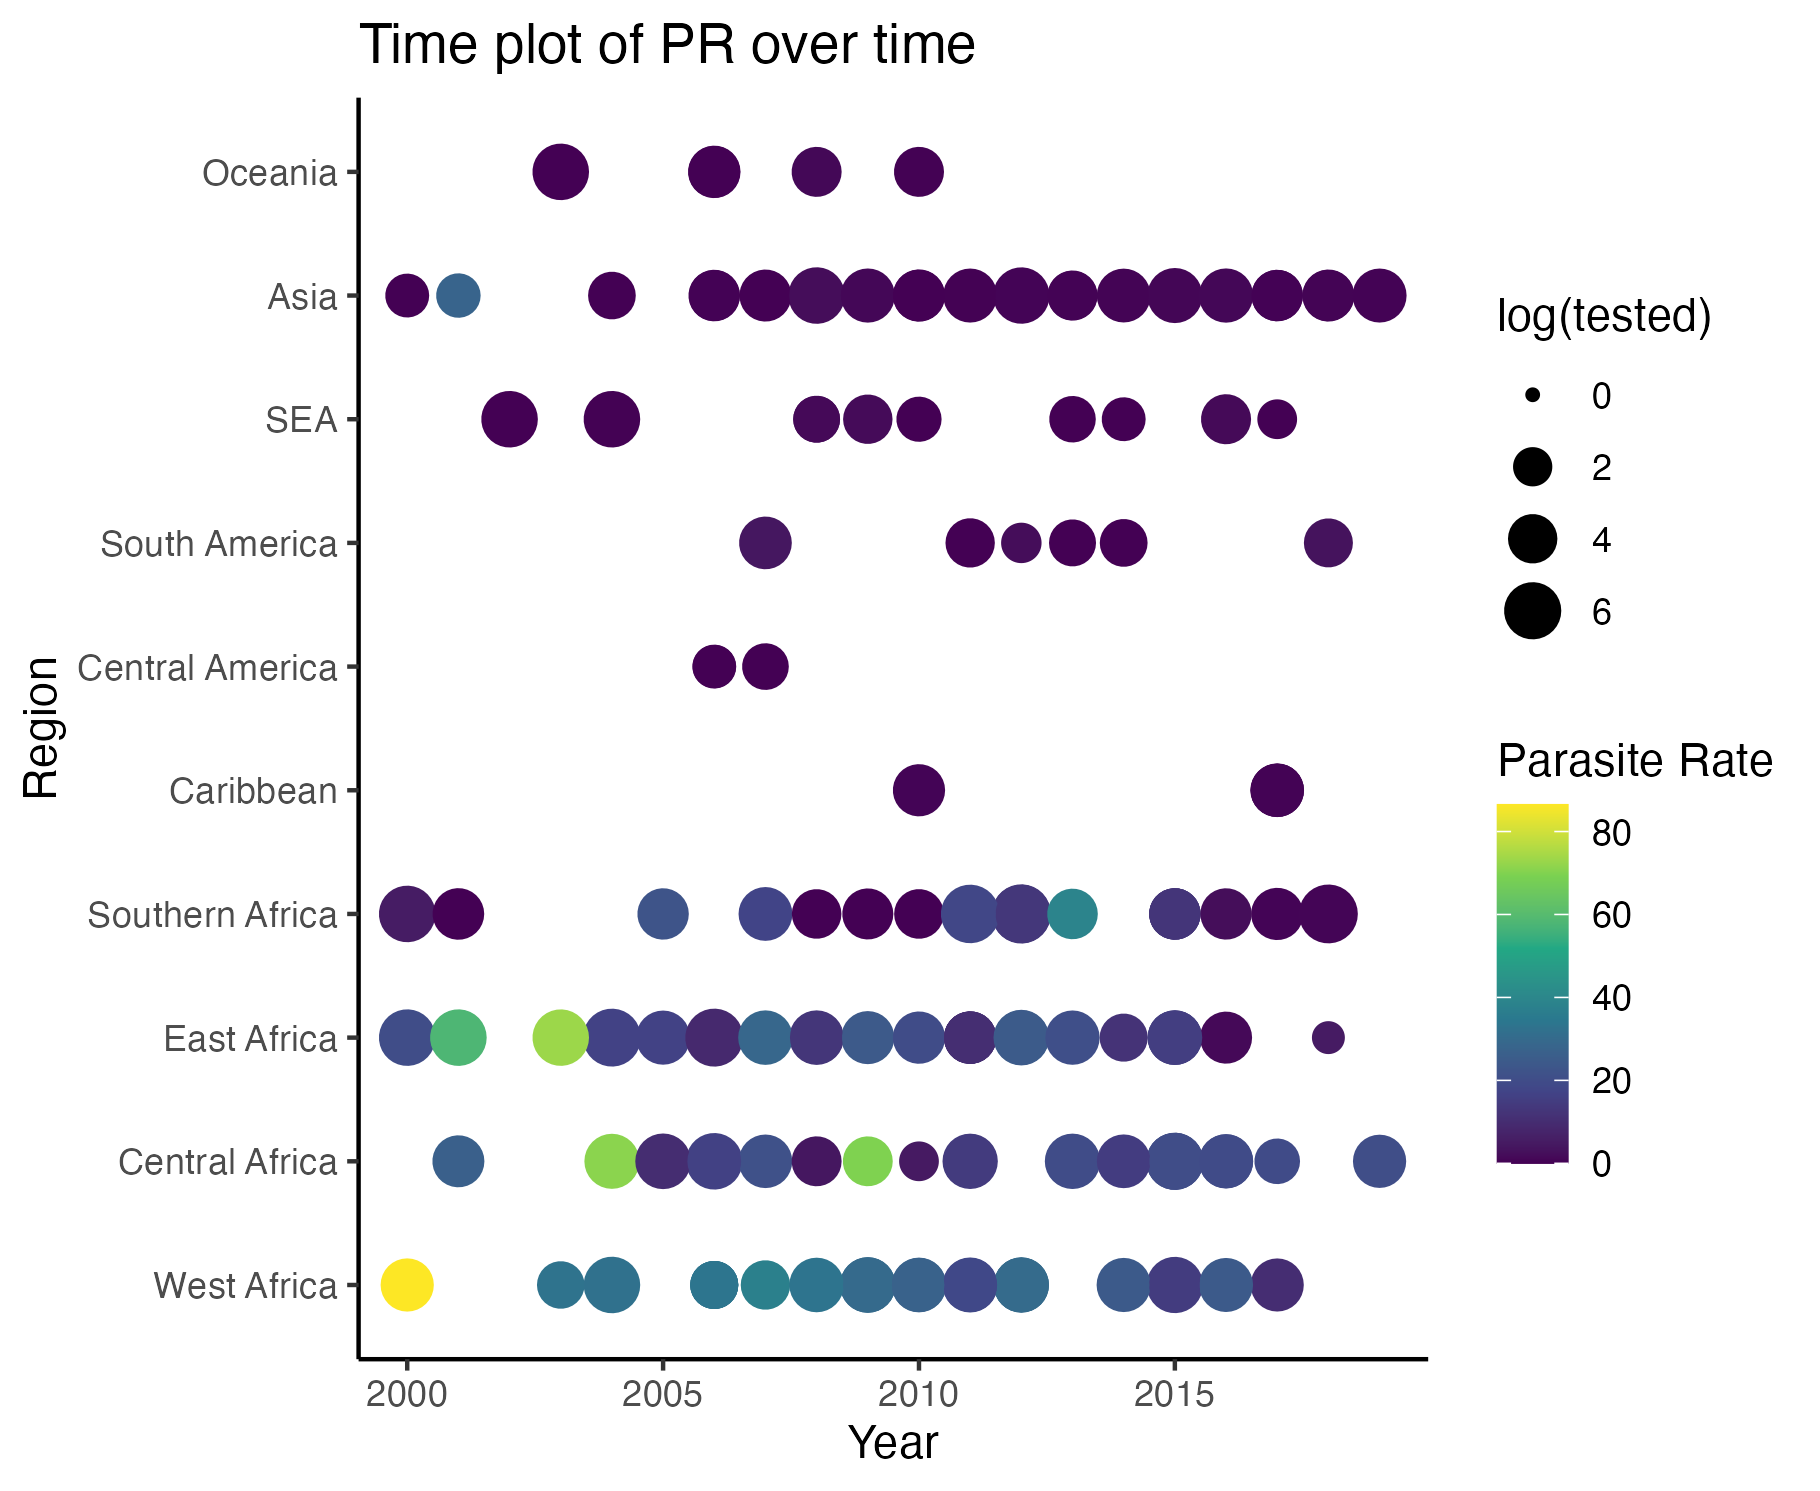 Time plot of PR over time
Oceania
Asia
SEA
South America
Central America
Caribbean
Southern Africa
East Africa
Central Africa
West Africa
Region
2000 2005 2010 2015
Year
log(tested)
0
2
4
6
Parasite Rate
80
60
40
20
0